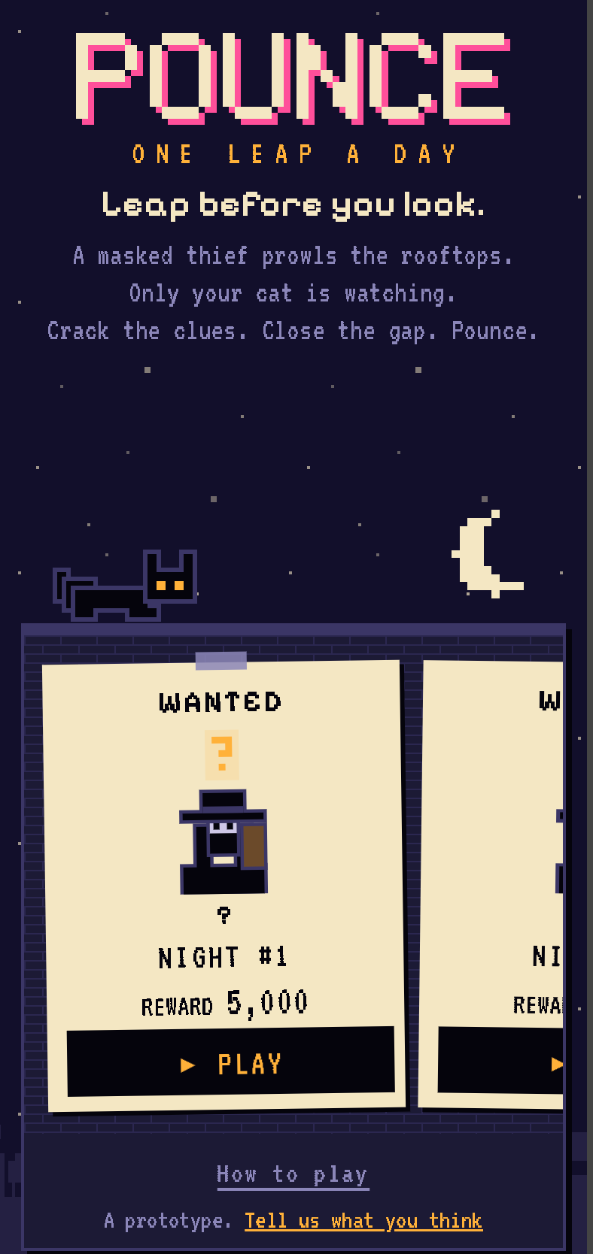 POUNCE
ONE LEAP A DAY
Leap before you look.
A masked thief prowls the rooftops.
Only your cat is watching.
Crack the clues. Close the gap. Pounce.
WANTED
?
?
NIGHT #1
REWARD 5,000
▶ PLAY
W
NI
REWA
▶
How to play
A prototype. Tell us what you think